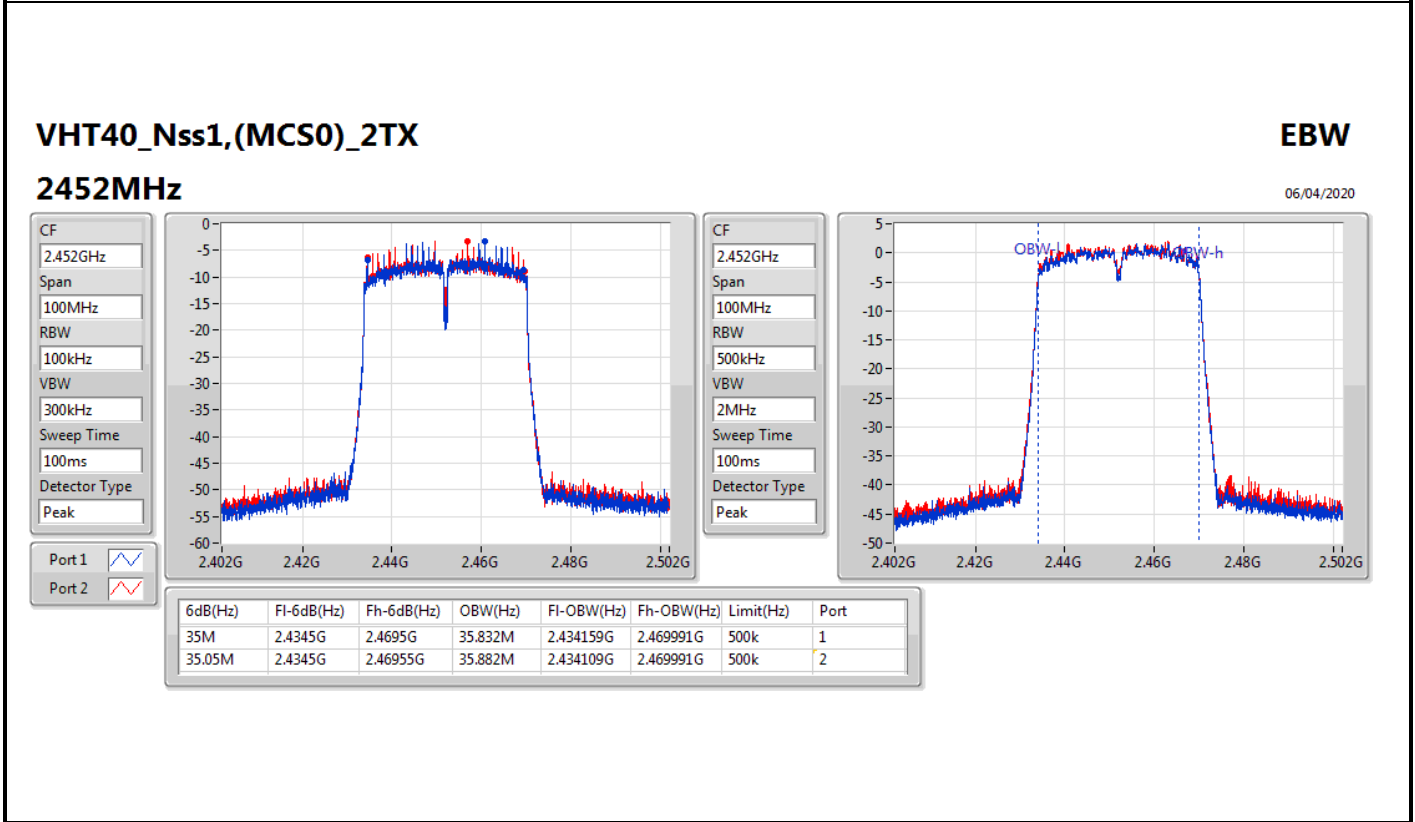 VHT40_Nss1,(MCS0)_2TX
EBW
2452MHz
06/04/2020
CF
2.452GHz
Span
100MHz
RBW
100kHz
VBW
300kHz
Sweep Time
100ms
Detector Type
Peak
Port 1
Port 2
0
-5
-10
-15
-20
-25
-30
-35
-40
-45
-50
-55
-60
2.402G 2.42G 2.44G 2.46G 2.48G 2.502G
CF
2.452GHz
Span
100MHz
RBW
500kHz
VBW
2MHz
Sweep Time
100ms
Detector Type
Peak
5
0
-5
-10
-15
-20
-25
-30
-35
-40
-45
-50
OBW-l OBW-h
2.402G 2.42G 2.44G 2.46G 2.48G 2.502G
6dB(Hz) Fl-6dB(Hz) Fh-6dB(Hz) OBW(Hz) Fl-OBW(Hz) Fh-OBW(Hz) Limit(Hz) Port
35M 2.4345G 2.4695G 35.832M 2.434159G 2.469991G 500k 1
35.05M 2.4345G 2.46955G 35.882M 2.434109G 2.469991G 500k 2